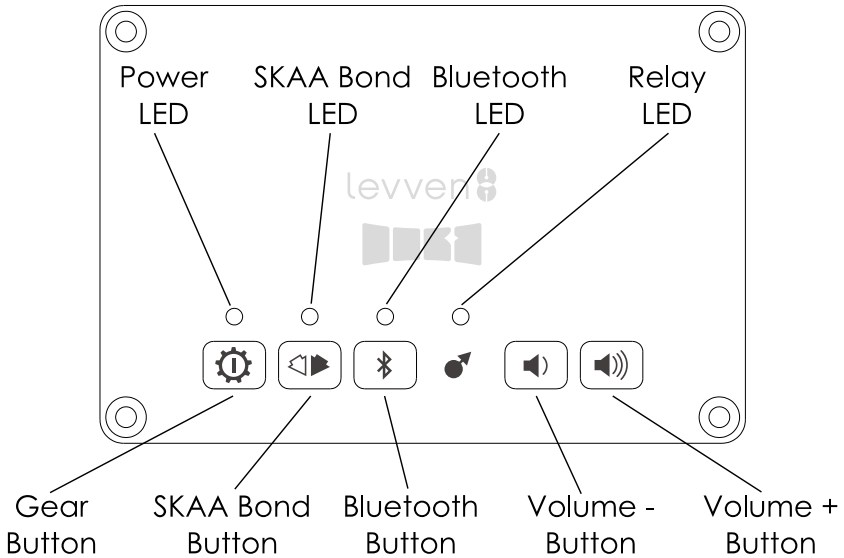 Power SKAA Bond Bluetooth Relay
LED LED LED LED
levven
Gear SKAA Bond Bluetooth Volume - Volume +
Button Button Button Button Button